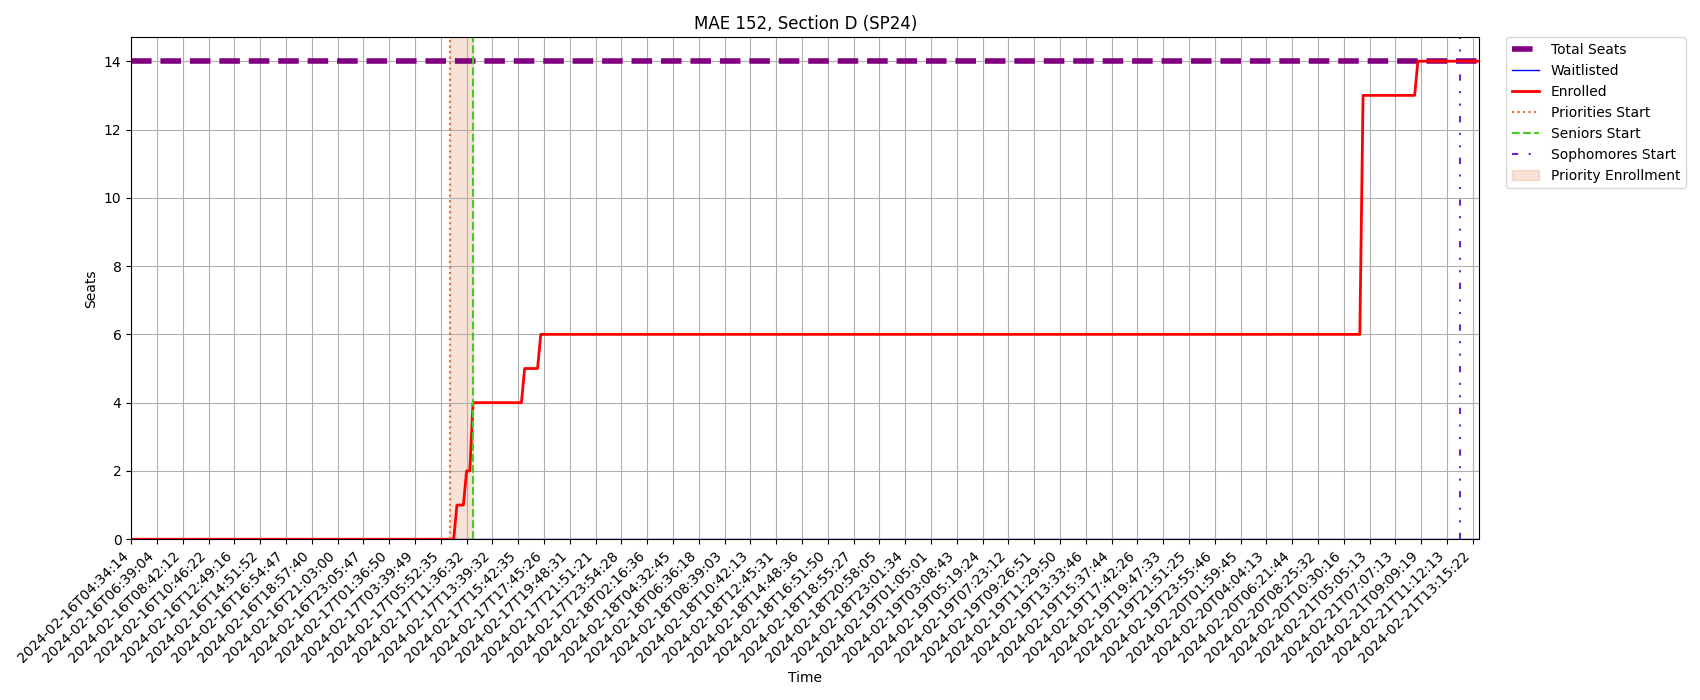 MAE 152, Section D (SP24)
Total Seats
Waitlisted
Enrolled
Priorities Start
Seniors Start
Sophomores Start
Priority Enrollment
Seats
14
12
10
8
6
4
2
0
2024-02-16T04:34:14
2024-02-16T06:39:04
2024-02-16T08:42:12
2024-02-16T10:46:22
2024-02-16T12:49:16
2024-02-16T14:51:52
2024-02-16T16:54:47
2024-02-16T18:57:40
2024-02-16T21:03:00
2024-02-16T23:05:47
2024-02-17T01:36:50
2024-02-17T03:39:49
2024-02-17T05:52:35
2024-02-17T11:36:32
2024-02-17T13:39:32
2024-02-17T15:42:35
2024-02-17T17:45:26
2024-02-17T19:48:31
2024-02-17T21:51:21
2024-02-17T23:54:28
2024-02-18T02:16:36
2024-02-18T04:32:45
2024-02-18T06:36:18
2024-02-18T08:39:03
2024-02-18T10:42:13
2024-02-18T12:45:31
2024-02-18T14:48:36
2024-02-18T16:51:50
2024-02-18T18:55:27
2024-02-18T20:58:05
2024-02-18T23:01:34
2024-02-19T01:05:01
2024-02-19T03:08:43
2024-02-19T05:19:24
2024-02-19T07:23:12
2024-02-19T09:26:51
2024-02-19T11:29:50
2024-02-19T13:33:46
2024-02-19T15:37:44
2024-02-19T17:42:26
2024-02-19T19:47:33
2024-02-19T21:51:25
2024-02-19T23:55:46
2024-02-20T01:59:45
2024-02-20T04:04:13
2024-02-20T06:21:44
2024-02-20T08:25:32
2024-02-20T10:30:16
2024-02-21T05:05:13
2024-02-21T07:07:13
2024-02-21T09:09:19
2024-02-21T11:12:13
2024-02-21T13:15:22
Time